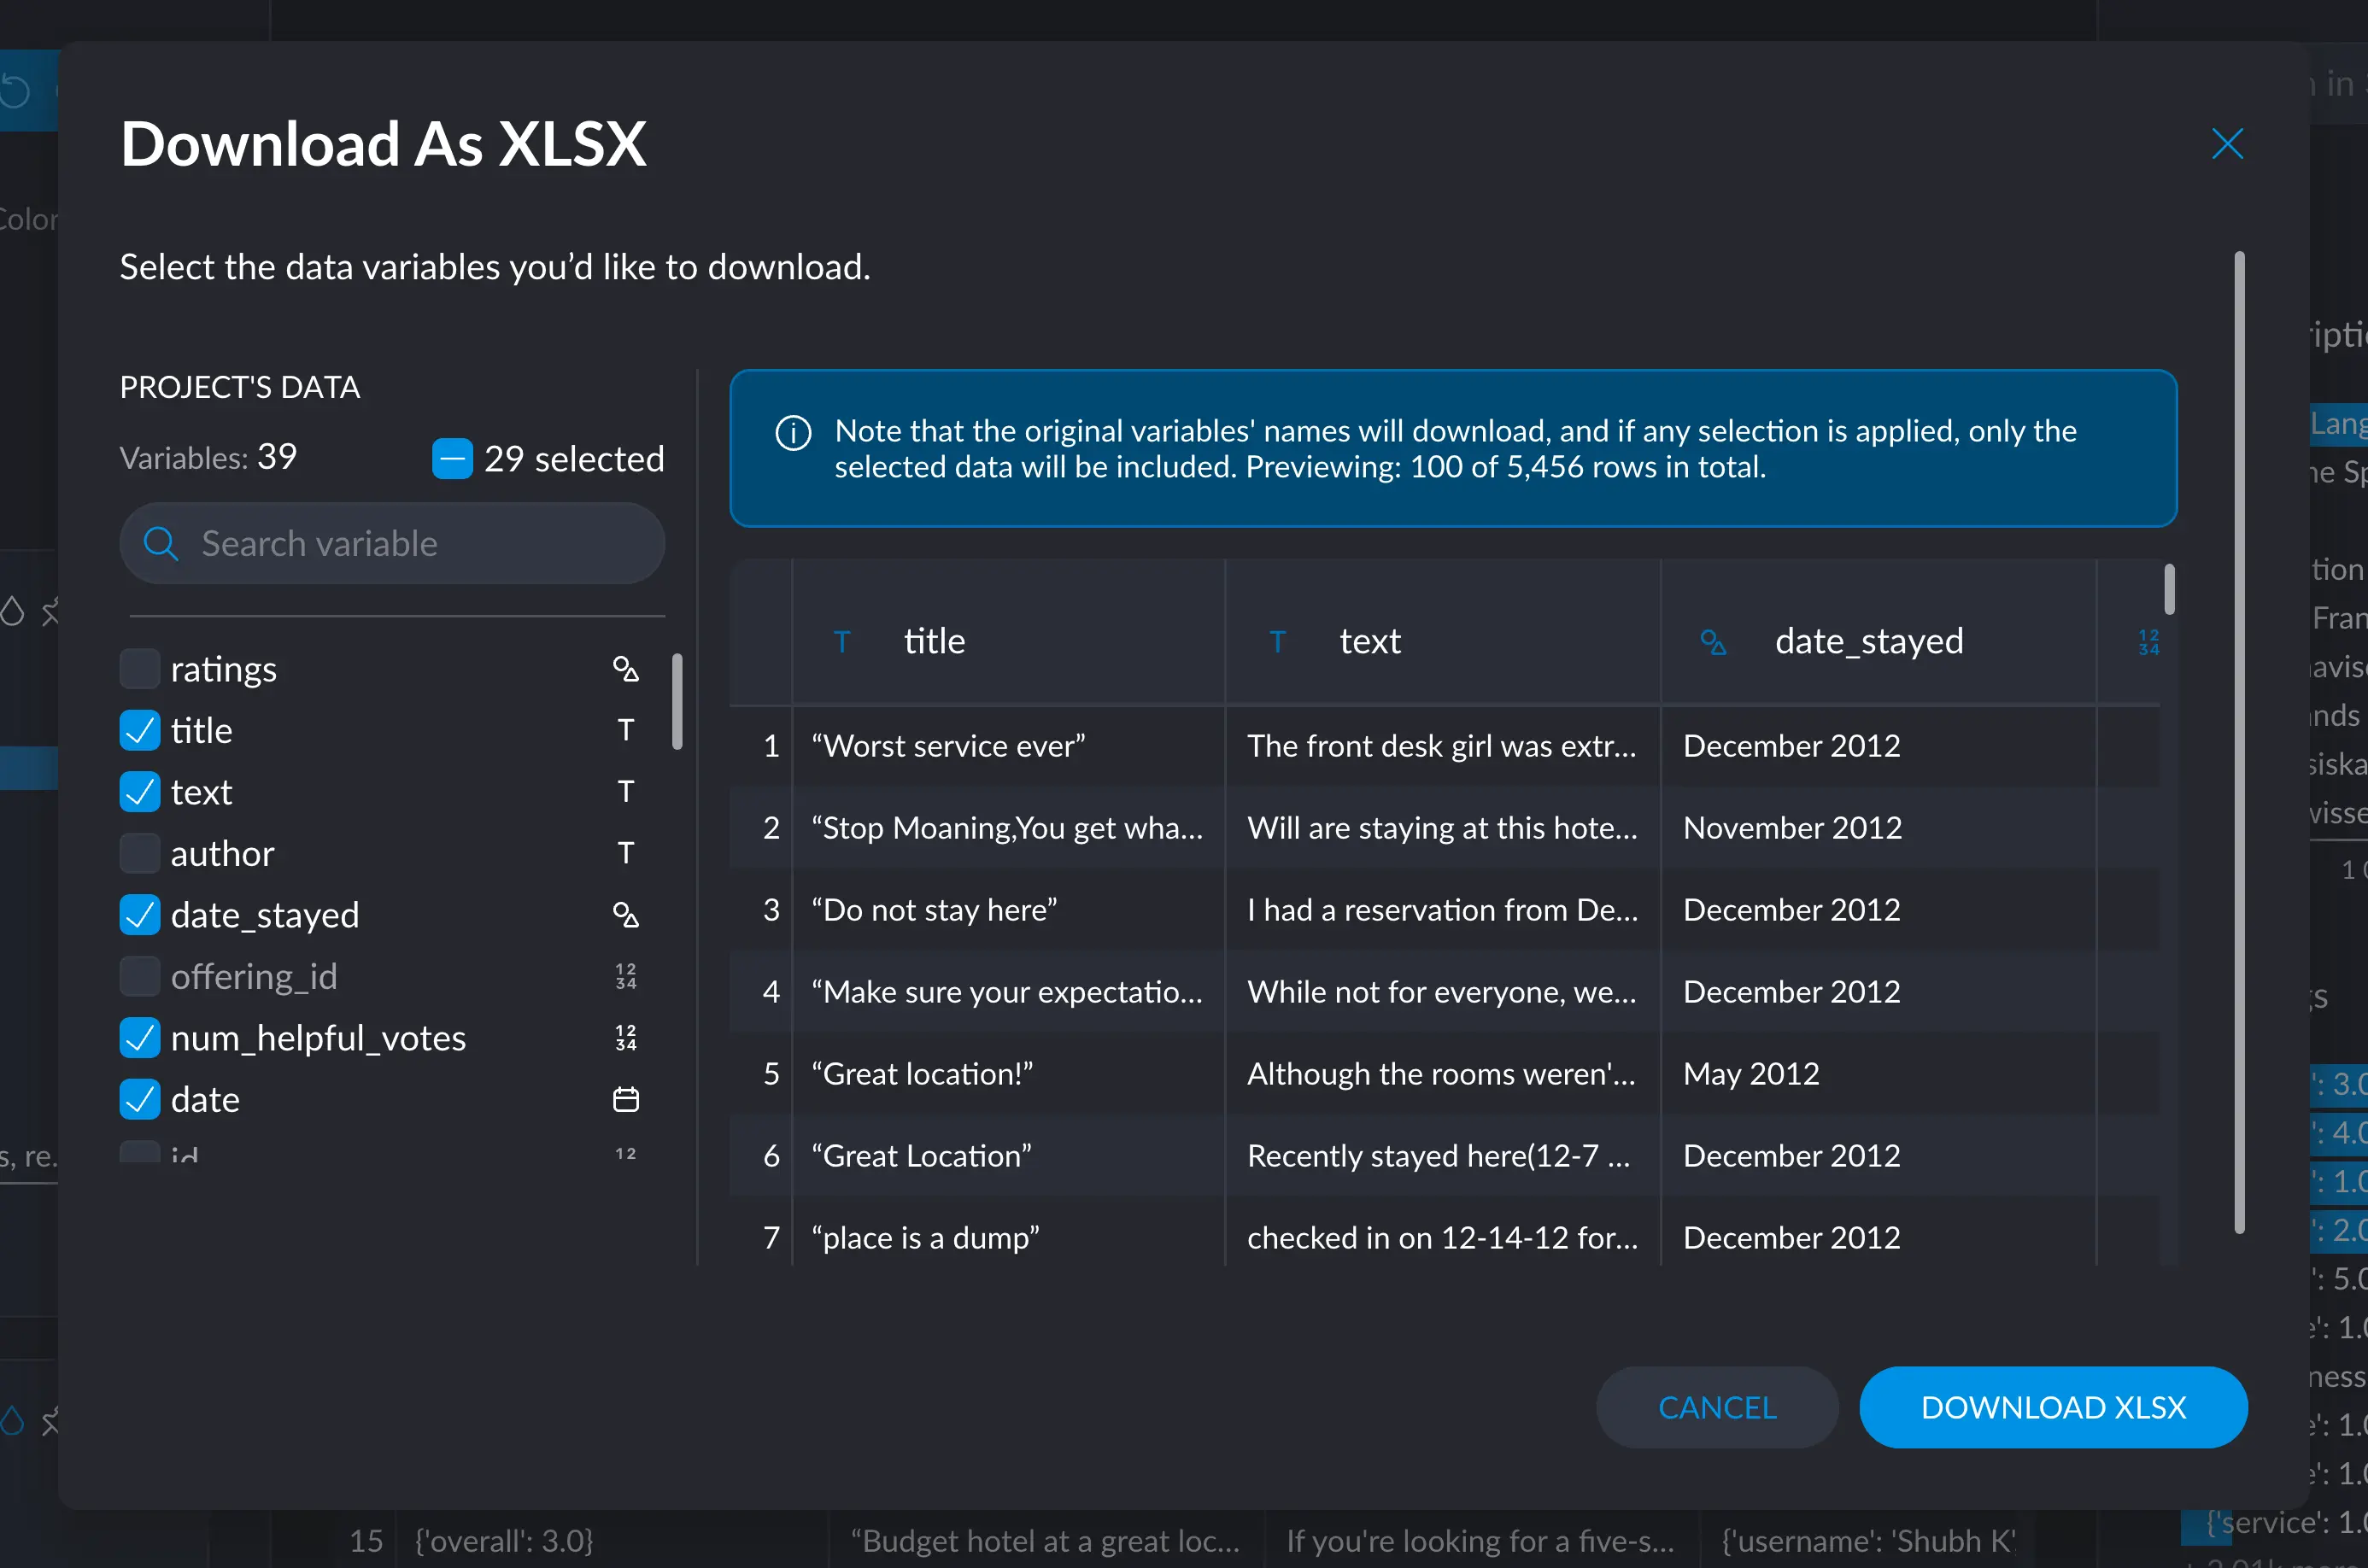 Download As XLSX
Select the data variables you’d like to download.
PROJECT'S DATA
Variables: 39
29 selected
Search variable
ratings
title
text
author
date_stayed
offering_id
num_helpful_votes
date
id
Note that the original variables' names will download, and if any selection is applied, only the
selected data will be included. Previewing: 100 of 5,456 rows in total.
title text date_stayed
1 “Worst service ever” The front desk girl was extr... December 2012
2 “Stop Moaning,You get wha... Will are staying at this hote... November 2012
3 “Do not stay here” I had a reservation from De... December 2012
4 “Make sure your expectatio... While not for everyone, we... December 2012
5 “Great location!” Although the rooms weren'... May 2012
6 “Great Location” Recently stayed here(12-7 ... December 2012
7 “place is a dump” checked in on 12-14-12 for... December 2012
CANCEL
DOWNLOAD XLSX
15 {'overall': 3.0} “Budget hotel at a great loc... If you're looking for a five-s... {'username': 'Shubh K'
{'service': 1.0